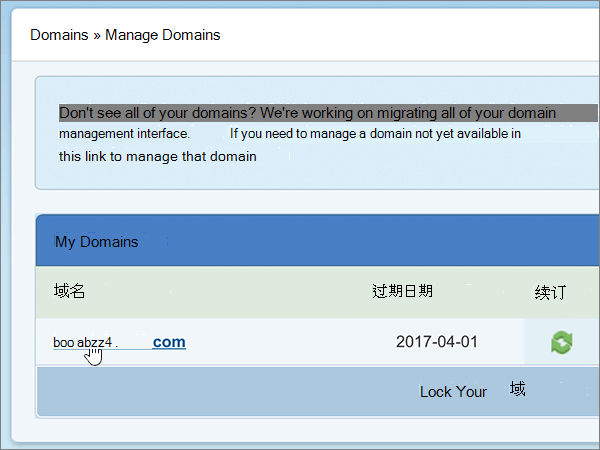 Domains » Manage Domains
Don't see all of your domains? We're working on migrating all of your domain
management interface. If you need to manage a domain not yet available in
this link to manage that domain
My Domains
域名 过期日期 续订
boo abzz4 . com 2017-04-01
Lock Your 域